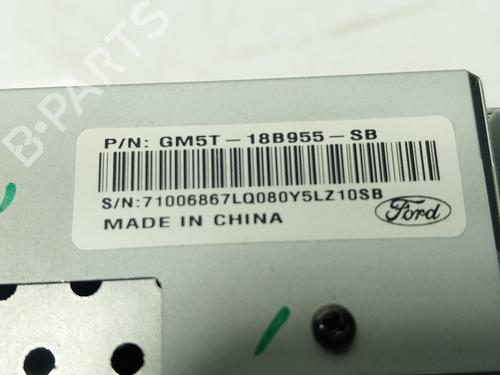 B-PARTS
P/N: GM5T-18B955-SB
S/N:71006867LQ080Y5LZ10SB
MADE IN CHINA
Ford